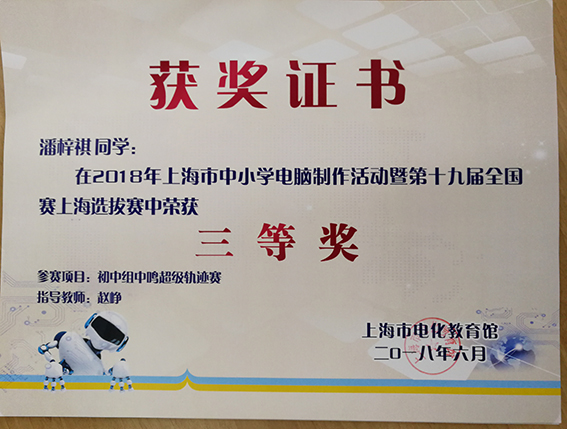 获奖证书
潘梓祺同学：
在2018年上海市中小学电脑制作活动暨第十九届全国
赛上海选拔赛中荣获
三等奖
参赛项目：初中组中鸣超级轨迹赛
指导教师：赵峥
上海市电化教育馆
二〇一八年六月